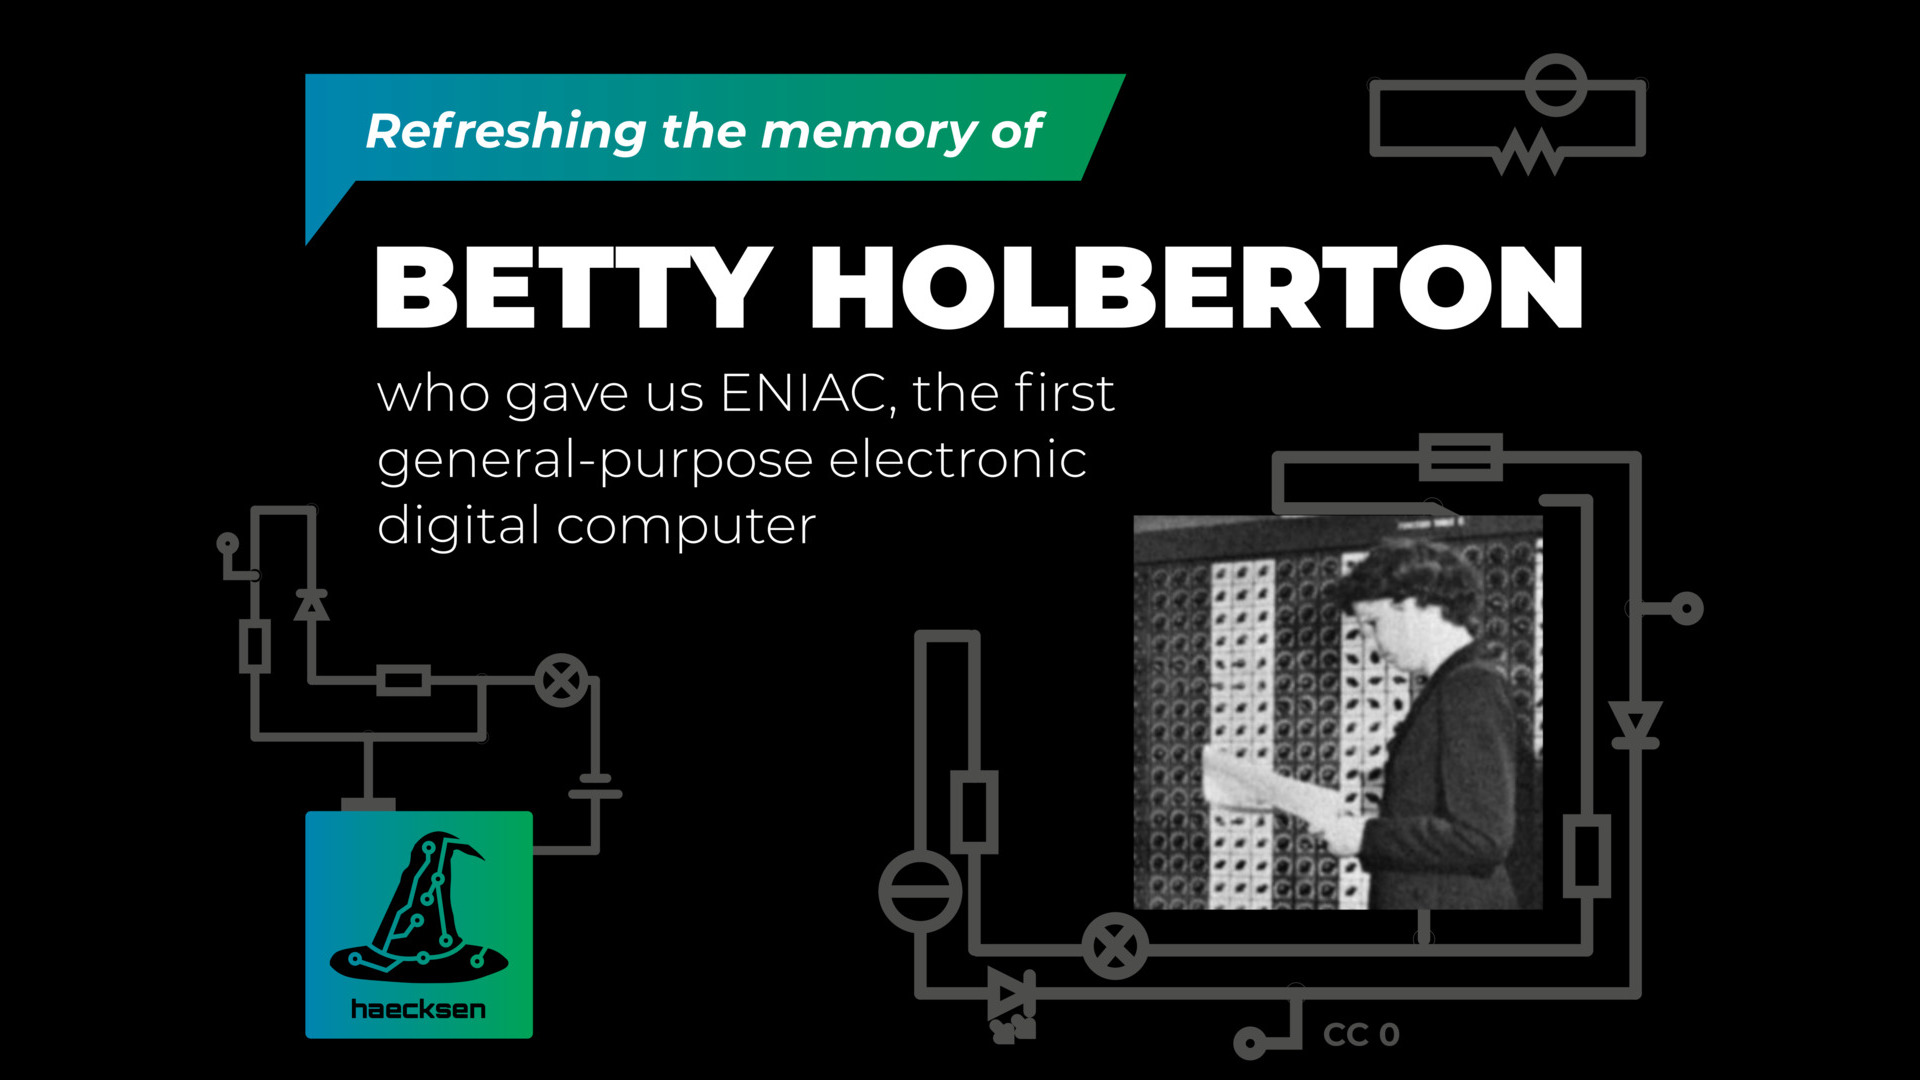 Refreshing the memory of
BETTY HOLBERTON
who gave us ENIAC, the first
general-purpose electronic
digital computer
haecksen
CC 0